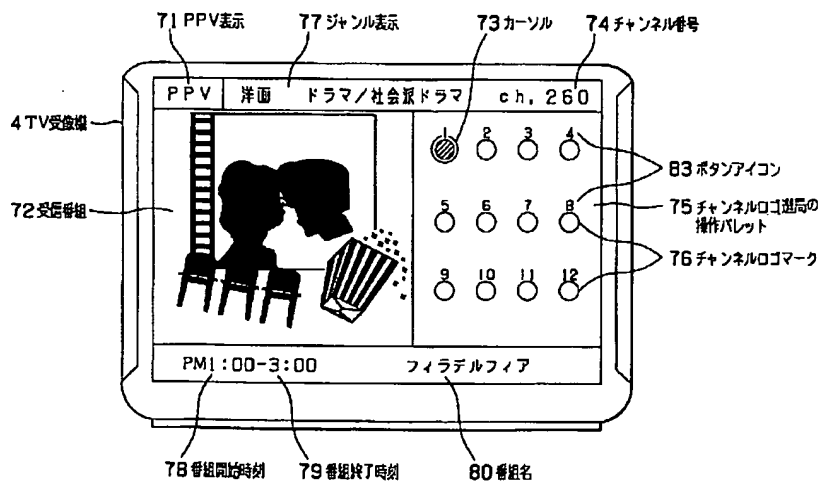 71 PPV表示
77 ジャンル表示
73 カーソル
74 チャンネル番号
PPV 洋画 ドラマ/社会派ドラマ ch. 260
4 TV受像機
1 2 3 4
83 ボタンアイコン
72 受信番組
5 6 7 8
75 チャンネルロゴ選局の
操作パレット
76 チャンネルロゴマーク
9 10 11 12
PM1:00-3:00 フィラデルフィア
78 番組開始時刻
79 番組終了時刻
80 番組名